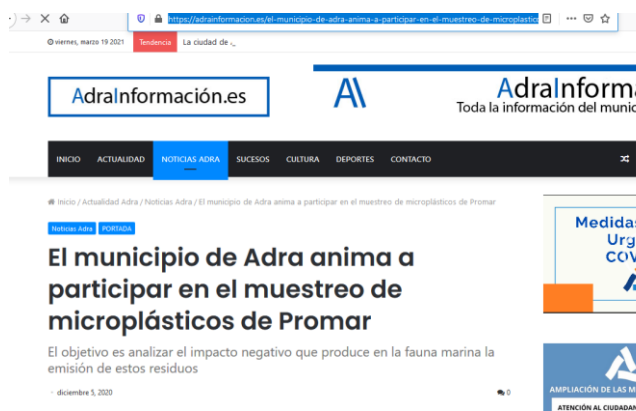 https://adrainformacion.es/el-municipio-de-adra-anima-a-participar-en-el-muestreo-de-microplastic
viernes, marzo 19 2021 Tendencia La ciudad de
AdraInformación.es
AdraInforma
Toda la información del munic
INICIO ACTUALIDAD NOTICIAS ADRA SUCESOS CULTURA DEPORTES CONTACTO
Inicio / Actualidad Adra / Noticias Adra / El municipio de Adra anima a participar en el muestreo de microplásticos de Promar
Noticias Adra PORTADA
El municipio de Adra anima a
participar en el muestreo de
microplásticos de Promar
El objetivo es analizar el impacto negativo que produce en la fauna marina la
emisión de estos residuos
- diciembre 5, 2020 0
Medidas
Urg
COV
AMPLIACIÓN DE LAS M
ATENCIÓN AL CIUDADAN